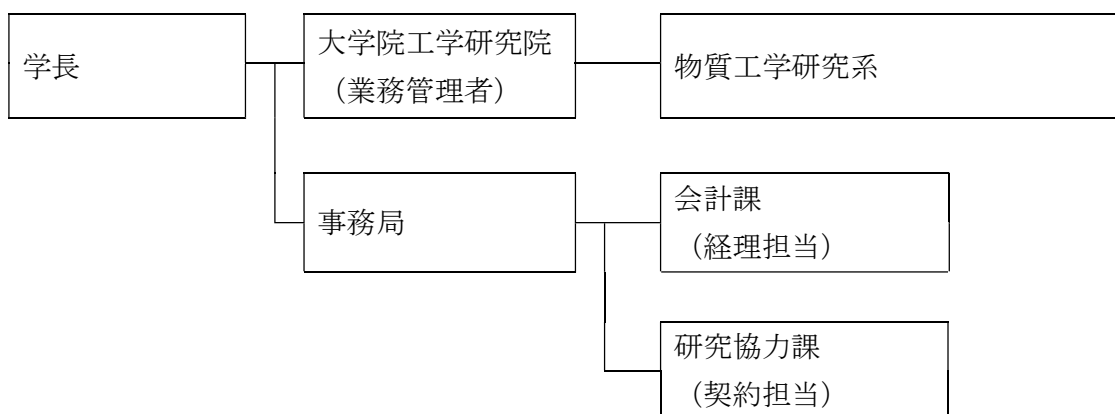 学長
大学院工学研究院
（業務管理者）
物質工学研究系
事務局
会計課
（経理担当）
研究協力課
（契約担当）